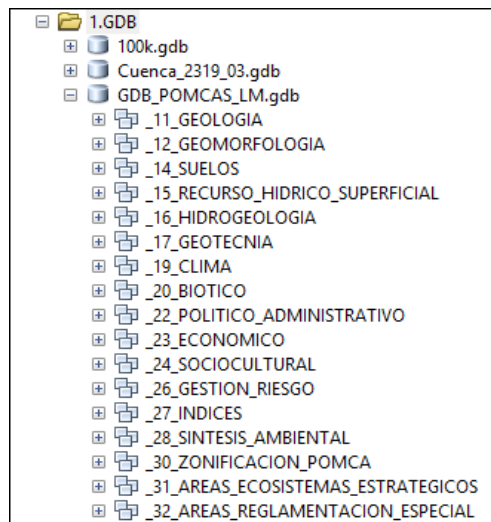 1.GDB
100k.gdb
Cuenca_2319_03.gdb
GDB_POMCAS_LM.gdb
_11_GEOLOGIA
_12_GEOMORFOLOGIA
_14_SUELOS
_15_RECURSO_HIDRICO_SUPERFICIAL
_16_HIDROGEOLOGIA
_17_GEOTECNIA
_19_CLIMA
_20_BIOTICO
_22_POLITICO_ADMINISTRATIVO
_23_ECONOMICO
_24_SOCIOCULTURAL
_26_GESTION_RIESGO
_27_INDICES
_28_SINTESIS_AMBIENTAL
_30_ZONIFICACION_POMCA
_31_AREAS_ECOSISTEMAS_ESTRATEGICOS
_32_AREAS_REGLAMENTACION_ESPECIAL